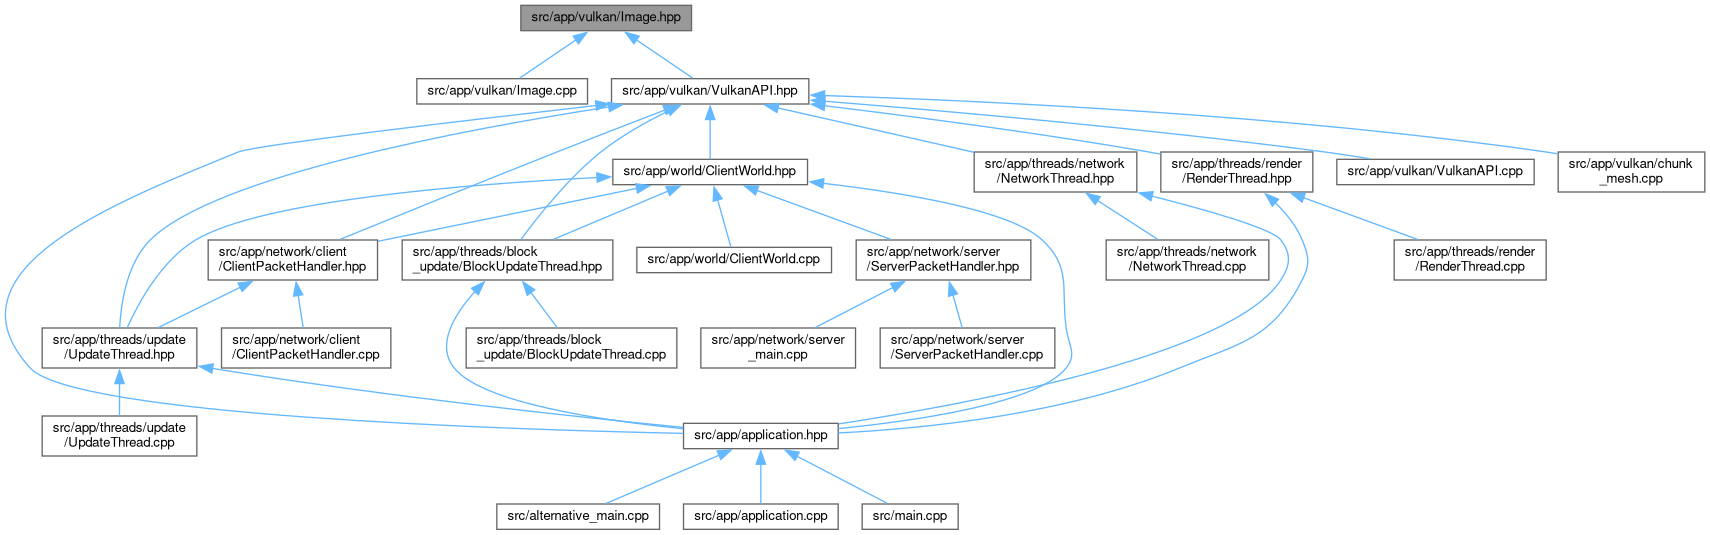 src/app/vulkan/Image.hpp
src/app/vulkan/Image.cpp
src/app/vulkan/VulkanAPI.hpp
src/app/world/ClientWorld.hpp
src/app/threads/network
/NetworkThread.hpp
src/app/threads/render
/RenderThread.hpp
src/app/vulkan/VulkanAPI.cpp
src/app/vulkan/chunk
_mesh.cpp
src/app/network/client
/ClientPacketHandler.hpp
src/app/threads/block
_update/BlockUpdateThread.hpp
src/app/world/ClientWorld.cpp
src/app/network/server
/ServerPacketHandler.hpp
src/app/threads/network
/NetworkThread.cpp
src/app/threads/render
/RenderThread.cpp
src/app/threads/update
/UpdateThread.hpp
src/app/network/client
/ClientPacketHandler.cpp
src/app/threads/block
_update/BlockUpdateThread.cpp
src/app/network/server
_main.cpp
src/app/network/server
/ServerPacketHandler.cpp
src/app/threads/update
/UpdateThread.cpp
src/app/application.hpp
src/alternative_main.cpp
src/app/application.cpp
src/main.cpp